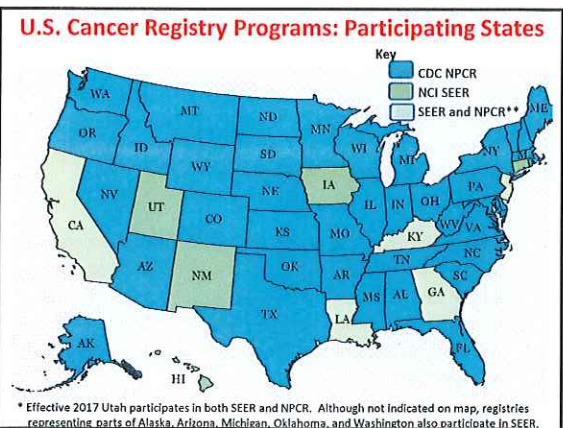 U.S. Cancer Registry Programs: Participating States
Key
CDC NPCR
NCI SEER
SEER and NPCR**
WA
MT
ND
MN
ME
OR
ID
SD
WI
MI
NY
WY
NE
IA
PA
NV
UT
CO
IL
IN
OH
WV
VA
CA
KS
MO
KY
NC
TN
AZ
NM
OK
AR
SC
MS
AL
GA
TX
LA
AK
FL
HI
* Effective 2017 Utah participates in both SEER and NPCR. Although not indicated on map, registries
representing parts of Alaska, Arizona, Michigan, Oklahoma, and Washington also participate in SEER.